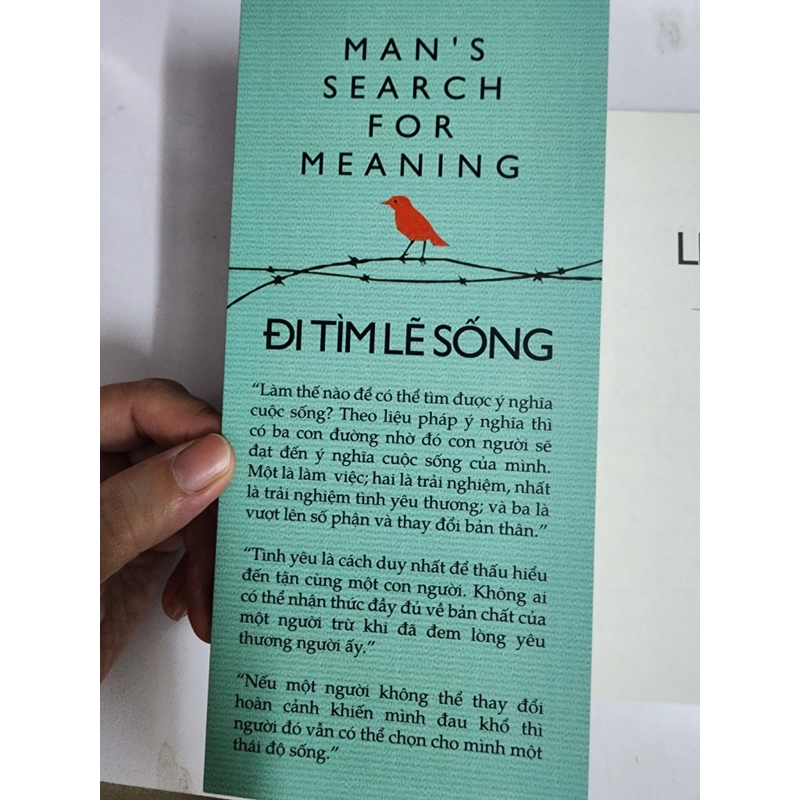 MAN'S
SEARCH
FOR
MEANING
ĐI TÌM LẼ SỐNG
“Làm thế nào để có thể tìm được ý nghĩa
cuộc sống? Theo liệu pháp ý nghĩa thì
có ba con đường nhờ đó con người sẽ
đạt đến ý nghĩa cuộc sống của mình.
Một là làm việc; hai là trải nghiệm, nhất
là trải nghiệm tình yêu thương; và ba là
vượt lên số phận và thay đổi bản thân.”
“Tình yêu là cách duy nhất để thấu hiểu
đến tận cùng một con người. Không ai
có thể nhận thức đầy đủ về bản chất của
một người trừ khi đã đem lòng yêu
thương người ấy.”
“Nếu một người không thể thay đổi
hoàn cảnh khiến mình đau khổ thì
người đó vẫn có thể chọn cho mình một
thái độ sống.”